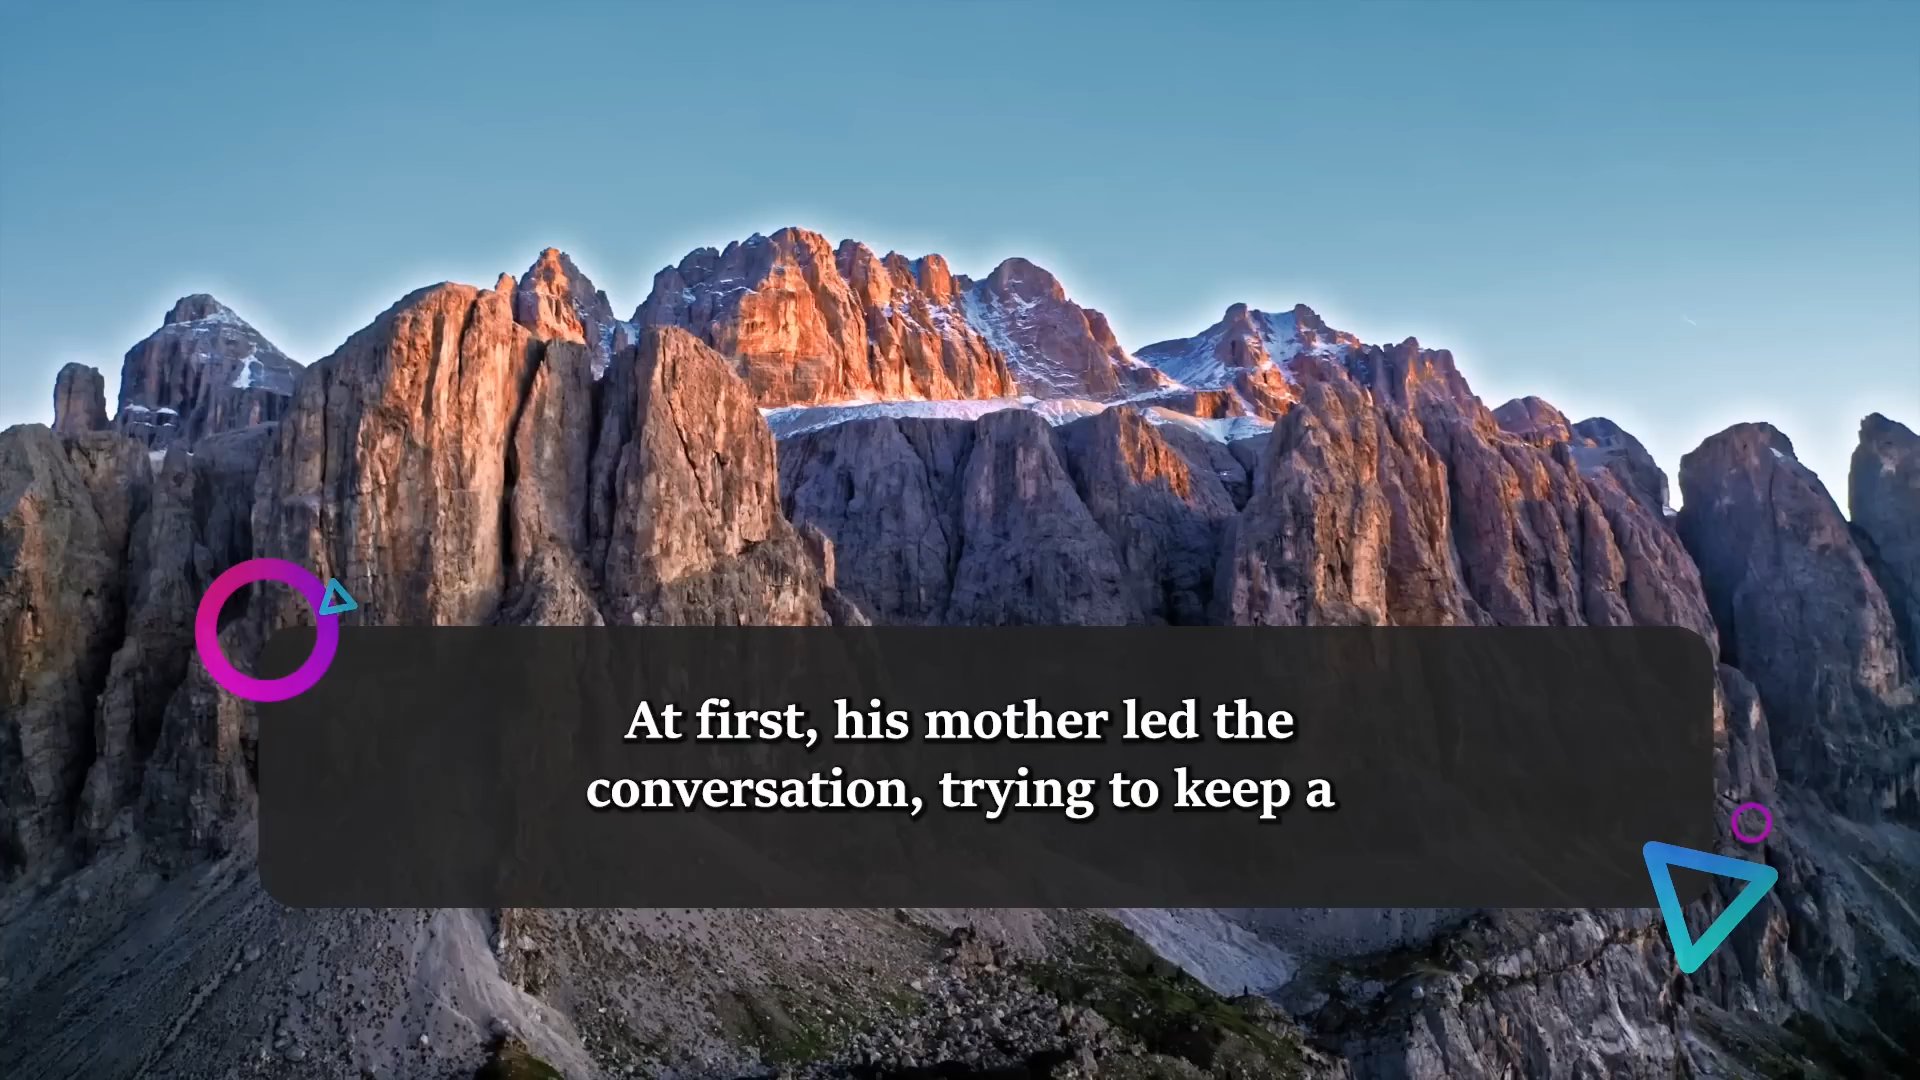 At first, his mother led the
conversation, trying to keep a